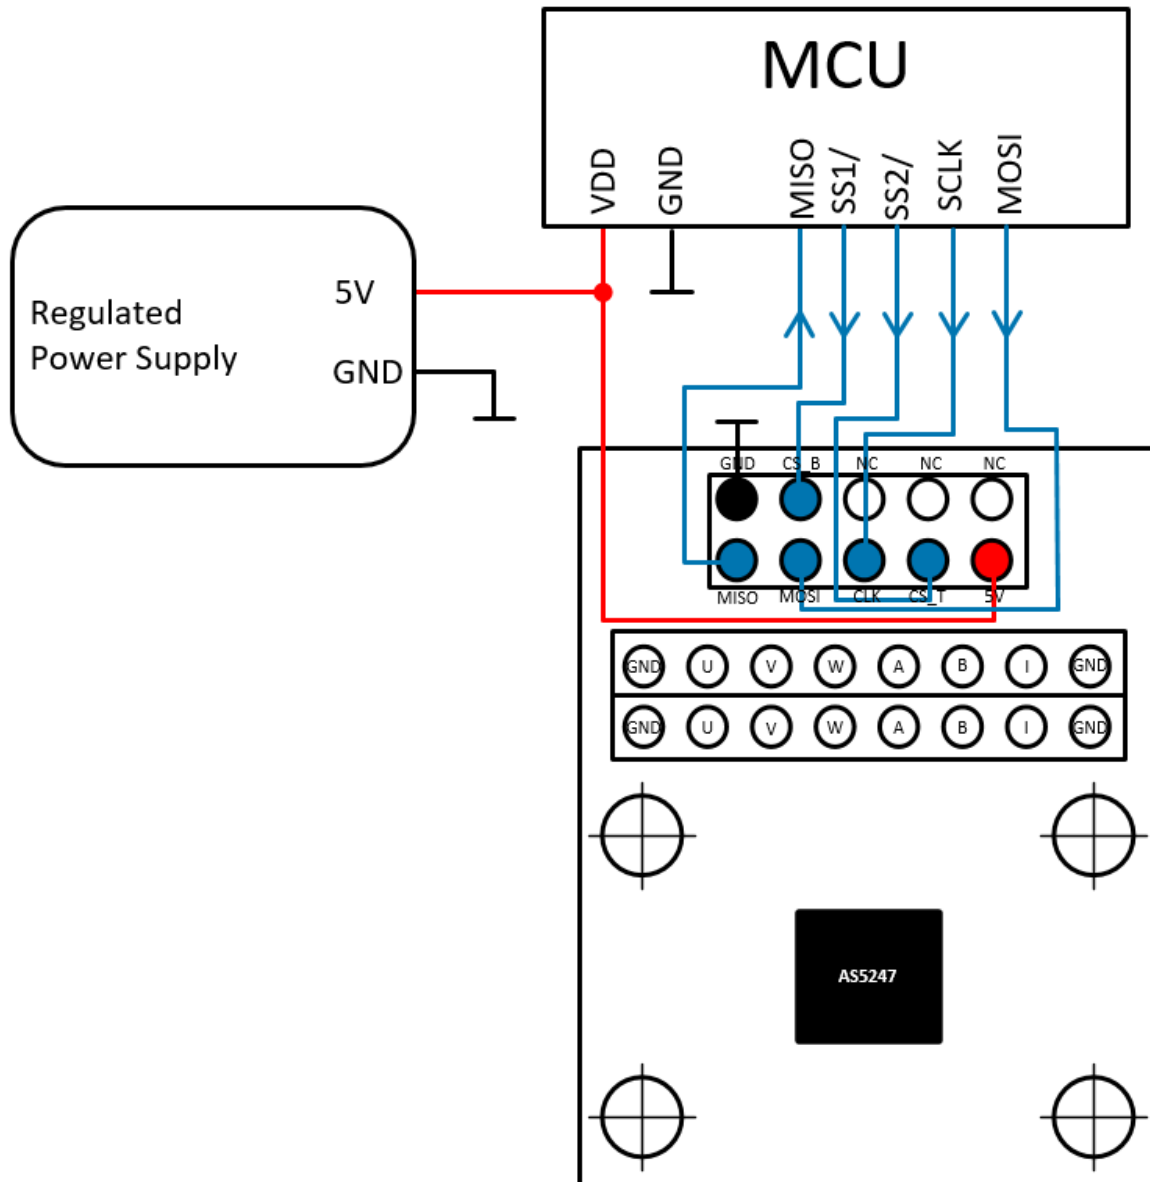 MCU
VDD GND MISO SS1/ SS2/ SCLK MOSI
5V
Regulated
Power Supply
GND
GND CS_B NC NC NC
MISO MOSI CLK CS_T 5V
GND U V W A B I GND
GND U V W A B I GND
AS5247